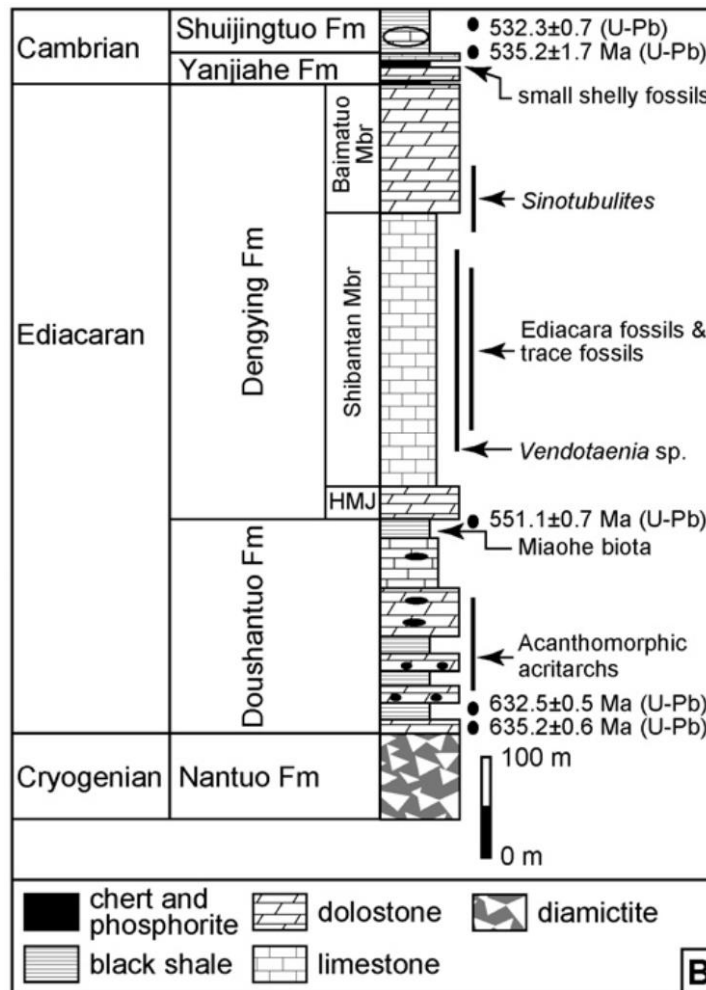 Cambrian
Shuijingtuo Fm
532.3±0.7 (U-Pb)
535.2±1.7 Ma (U-Pb)
Yanjiahe Fm
small shelly fossils
Ediacaran
Dengying Fm
Baimatuo
Mbr
Sinotubulites
Shibantan Mbr
Ediacara fossils &
trace fossils
Vendotaenia sp.
HMJ
551.1±0.7 Ma (U-Pb)
Miaohe biota
Doushantuo Fm
Acanthomorphic
acritarchs
632.5±0.5 Ma (U-Pb)
635.2±0.6 Ma (U-Pb)
Cryogenian
Nantuo Fm
100 m
0 m
chert and
phosphorite
dolostone
diamictite
black shale
limestone
B